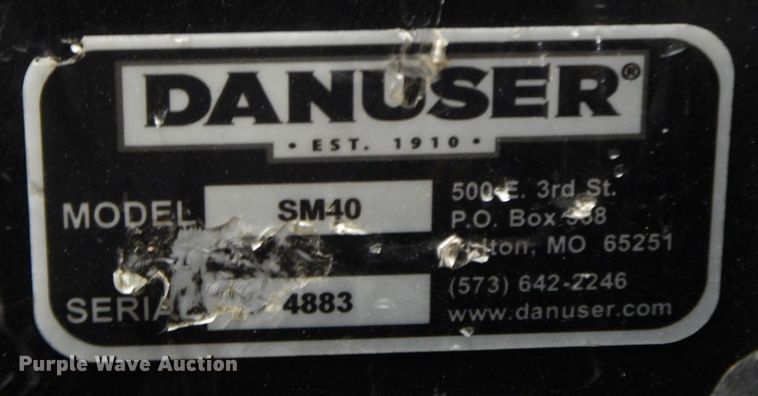 DANUSER®
• EST. 1910 •
MODEL SM40
SERIAL 4883
500 E. 3rd St.
P.O. Box
MO 65251
(573) 642-2246
www.danuser.com
Purple Wave Auction